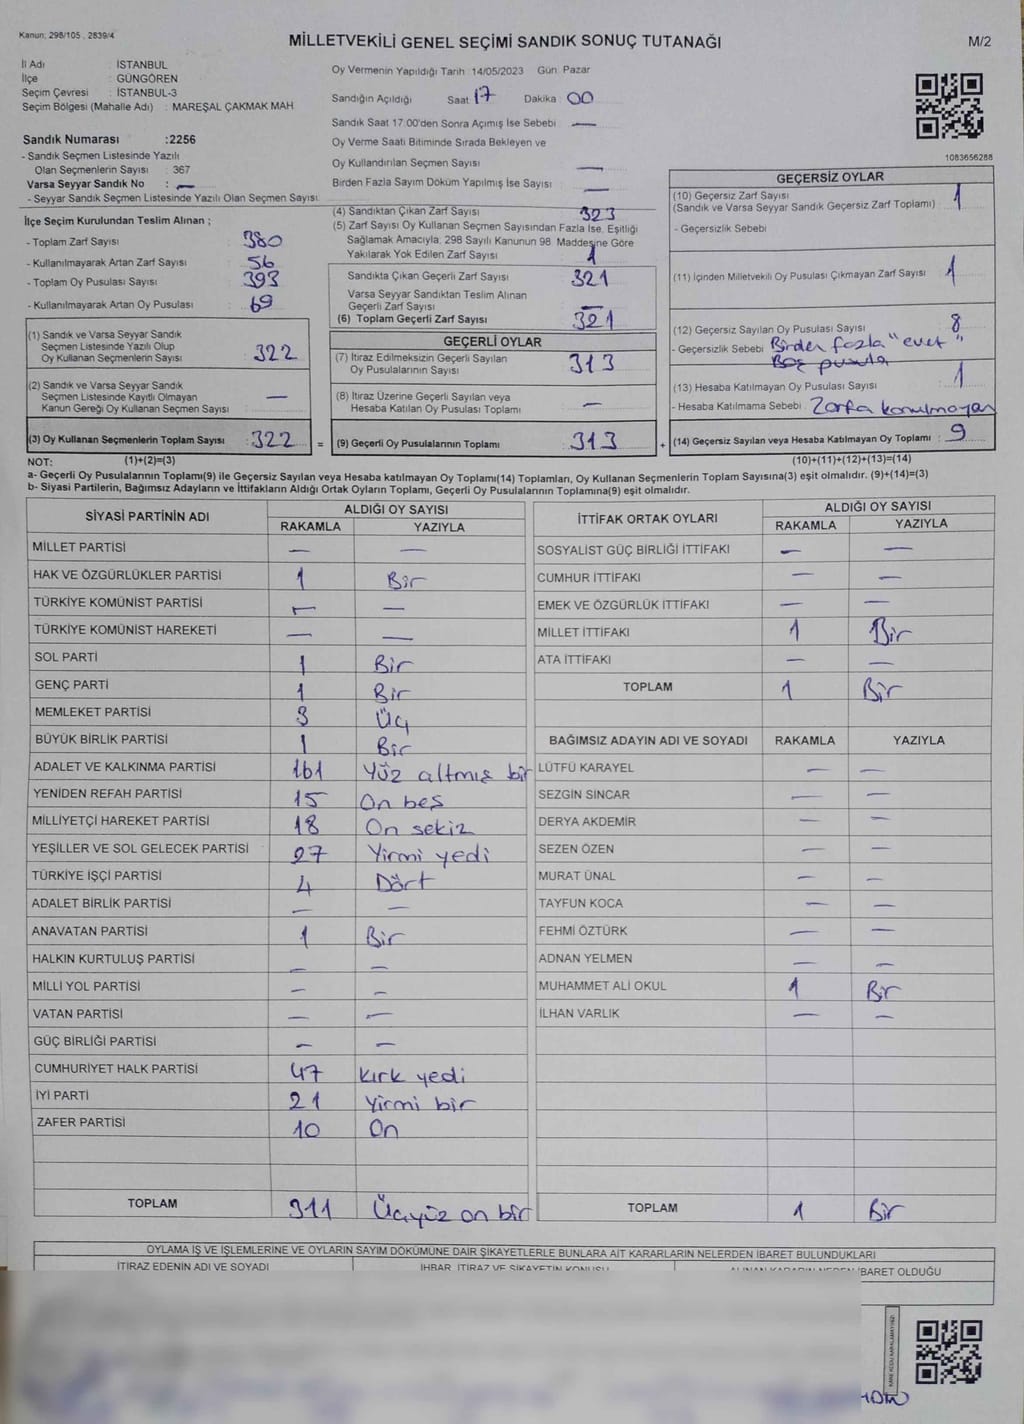 Kanun: 298/105 , 2839/4
MİLLETVEKİLİ GENEL SEÇİMİ SANDIK SONUÇ TUTANAĞI
M/2
İl Adı : İSTANBUL
İlçe : GÜNGÖREN
Seçim Çevresi : İSTANBUL-3
Seçim Bölgesi (Mahalle Adı) : MAREŞAL ÇAKMAK MAH
Sandık Numarası :2256
- Sandık Seçmen Listesinde Yazılı
Olan Seçmenlerin Sayısı : 367
Varsa Seyyar Sandık No : —
- Seyyar Sandık Seçmen Listesinde Yazılı Olan Seçmen Sayısı:
İlçe Seçim Kurulundan Teslim Alınan ;
- Toplam Zarf Sayısı : 380
- Kullanılmayarak Artan Zarf Sayısı : 56
- Toplam Oy Pusulası Sayısı : 393
- Kullanılmayarak Artan Oy Pusulası : 69
(1) Sandık ve Varsa Seyyar Sandık
Seçmen Listesinde Yazılı Olup
Oy Kullanan Seçmenlerin Sayısı : 322
(2) Sandık ve Varsa Seyyar Sandık
Seçmen Listesinde Kayıtlı Olmayan
Kanun Gereği Oy Kullanan Seçmen Sayısı : —
(3) Oy Kullanan Seçmenlerin Toplam Sayısı : 322
Oy Vermenin Yapıldığı Tarih 14/05/2023 Gün Pazar
Sandığın Açıldığı Saat 17 Dakika : 00
Sandık Saat 17:00'den Sonra Açımış İse Sebebi : —
Oy Verme Saati Bitiminde Sırada Bekleyen ve
Oy Kullandırılan Seçmen Sayısı : —
Birden Fazla Sayım Döküm Yapılmış İse Sayısı : —
(4) Sandıktan Çıkan Zarf Sayısı : 323
(5) Zarf Sayısı Oy Kullanan Seçmen Sayısından Fazla İse, Eşitliği
Sağlamak Amacıyla, 298 Sayılı Kanunun 98 Maddesine Göre
Yakılarak Yok Edilen Zarf Sayısı : 1
Sandıkta Çıkan Geçerli Zarf Sayısı : 321
Varsa Seyyar Sandıktan Teslim Alınan
Geçerli Zarf Sayısı : —
(6) Toplam Geçerli Zarf Sayısı : 321
GEÇERLİ OYLAR
(7) İtiraz Edilmeksizin Geçerli Sayılan
Oy Pusulalarının Sayısı : 313
(8) İtiraz Üzerine Geçerli Sayılan veya
Hesaba Katılan Oy Pusulası Toplamı : —
= (9) Geçerli Oy Pusulalarının Toplamı : 313
1083656288
GEÇERSİZ OYLAR
(10) Geçersiz Zarf Sayısı : 1
(Sandık ve Varsa Seyyar Sandık Geçersiz Zarf Toplamı)
- Geçersizlik Sebebi :
(11) İçinden Milletvekili Oy Pusulası Çıkmayan Zarf Sayısı : 1
(12) Geçersiz Sayılan Oy Pusulası Sayısı : 8
- Geçersizlik Sebebi : Birden fazla "evet"
Boş pusula
(13) Hesaba Katılmayan Oy Pusulası Sayısı : 1
- Hesaba Katılmama Sebebi : Zarfa konulmayan
+ (14) Geçersiz Sayılan veya Hesaba Katılmayan Oy Toplamı : 9
NOT: (1)+(2)=(3) (10)+(11)+(12)+(13)=(14)
a- Geçerli Oy Pusulalarının Toplamı(9) ile Geçersiz Sayılan veya Hesaba katılmayan Oy Toplamı(14) Toplamları, Oy Kullanan Seçmenlerin Toplam Sayısına(3) eşit olmalıdır. (9)+(14)=(3)
b- Siyasi Partilerin, Bağımsız Adayların ve İttifakların Aldığı Ortak Oyların Toplamı, Geçerli Oy Pusulalarının Toplamına(9) eşit olmalıdır.
SİYASİ PARTİNİN ADI ALDIĞI OY SAYISI
RAKAMLA YAZIYLA
MİLLET PARTİSİ — —
HAK VE ÖZGÜRLÜKLER PARTİSİ 1 Bir
TÜRKİYE KOMÜNİST PARTİSİ — —
TÜRKİYE KOMÜNİST HAREKETİ — —
SOL PARTİ 1 Bir
GENÇ PARTİ 1 Bir
MEMLEKET PARTİSİ 3 Üç
BÜYÜK BİRLİK PARTİSİ 1 Bir
ADALET VE KALKINMA PARTİSİ 161 Yüz altmış bir
YENİDEN REFAH PARTİSİ 15 On beş
MİLLİYETÇİ HAREKET PARTİSİ 18 On sekiz
YEŞİLLER VE SOL GELECEK PARTİSİ 27 Yirmi yedi
TÜRKİYE İŞÇİ PARTİSİ 4 Dört
ADALET BİRLİK PARTİSİ — —
ANAVATAN PARTİSİ 1 Bir
HALKIN KURTULUŞ PARTİSİ — —
MİLLİ YOL PARTİSİ — —
VATAN PARTİSİ — —
GÜÇ BİRLİĞİ PARTİSİ — —
CUMHURİYET HALK PARTİSİ 47 Kırk yedi
İYİ PARTİ 21 Yirmi bir
ZAFER PARTİSİ 10 On
TOPLAM 311 Üçyüz on bir
İTTİFAK ORTAK OYLARI ALDIĞI OY SAYISI
RAKAMLA YAZIYLA
SOSYALİST GÜÇ BİRLİĞİ İTTİFAKI — —
CUMHUR İTTİFAKI — —
EMEK VE ÖZGÜRLÜK İTTİFAKI — —
MİLLET İTTİFAKI 1 Bir
ATA İTTİFAKI — —
TOPLAM 1 Bir
BAĞIMSIZ ADAYIN ADI VE SOYADI RAKAMLA YAZIYLA
LÜTFÜ KARAYEL — —
SEZGİN SİNCAR — —
DERYA AKDEMİR — —
SEZEN ÖZEN — —
MURAT ÜNAL — —
TAYFUN KOCA — —
FEHMİ ÖZTÜRK — —
ADNAN YELMEN — —
MUHAMMET ALİ OKUL 1 Bir
İLHAN VARLIK — —
TOPLAM 1 Bir
OYLAMA İŞ VE İŞLEMLERİNE VE OYLARIN SAYIM DÖKÜMÜNE DAİR ŞİKAYETLERLE BUNLARA AİT KARARLARIN NELERDEN İBARET BULUNDUKLARI
İTİRAZ EDENİN ADI VE SOYADI İHBAR, İTİRAZ VE ŞİKAYETİN KONUSU ALINAN KARARIN NEDEN İBARET OLDUĞU